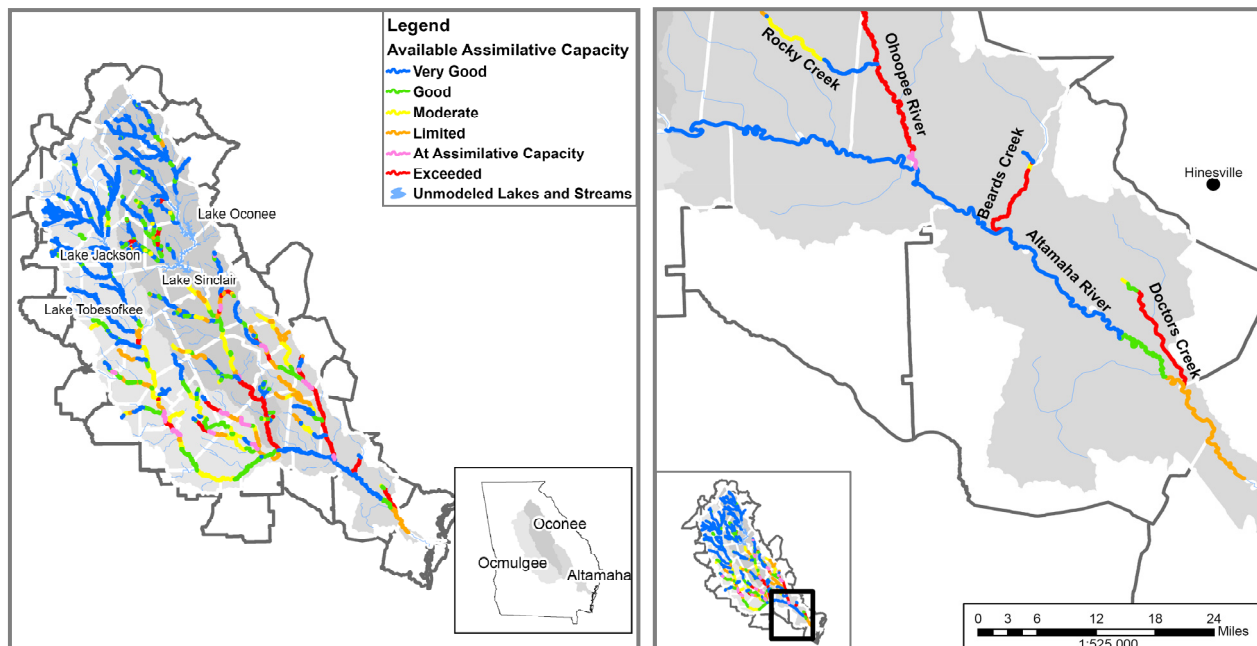 Legend
Available Assimilative Capacity
Very Good
Good
Moderate
Limited
At Assimilative Capacity
Exceeded
Unmodeled Lakes and Streams
Lake Oconee
Lake Jackson
Lake Sinclair
Lake Tobesofkee
Oconee
Ocmulgee
Altamaha
Rocky Creek
Ohoopee River
Beards Creek
Hinesville
Altamaha River
Doctors Creek
0 3 6 12 18 24
Miles
1:525,000